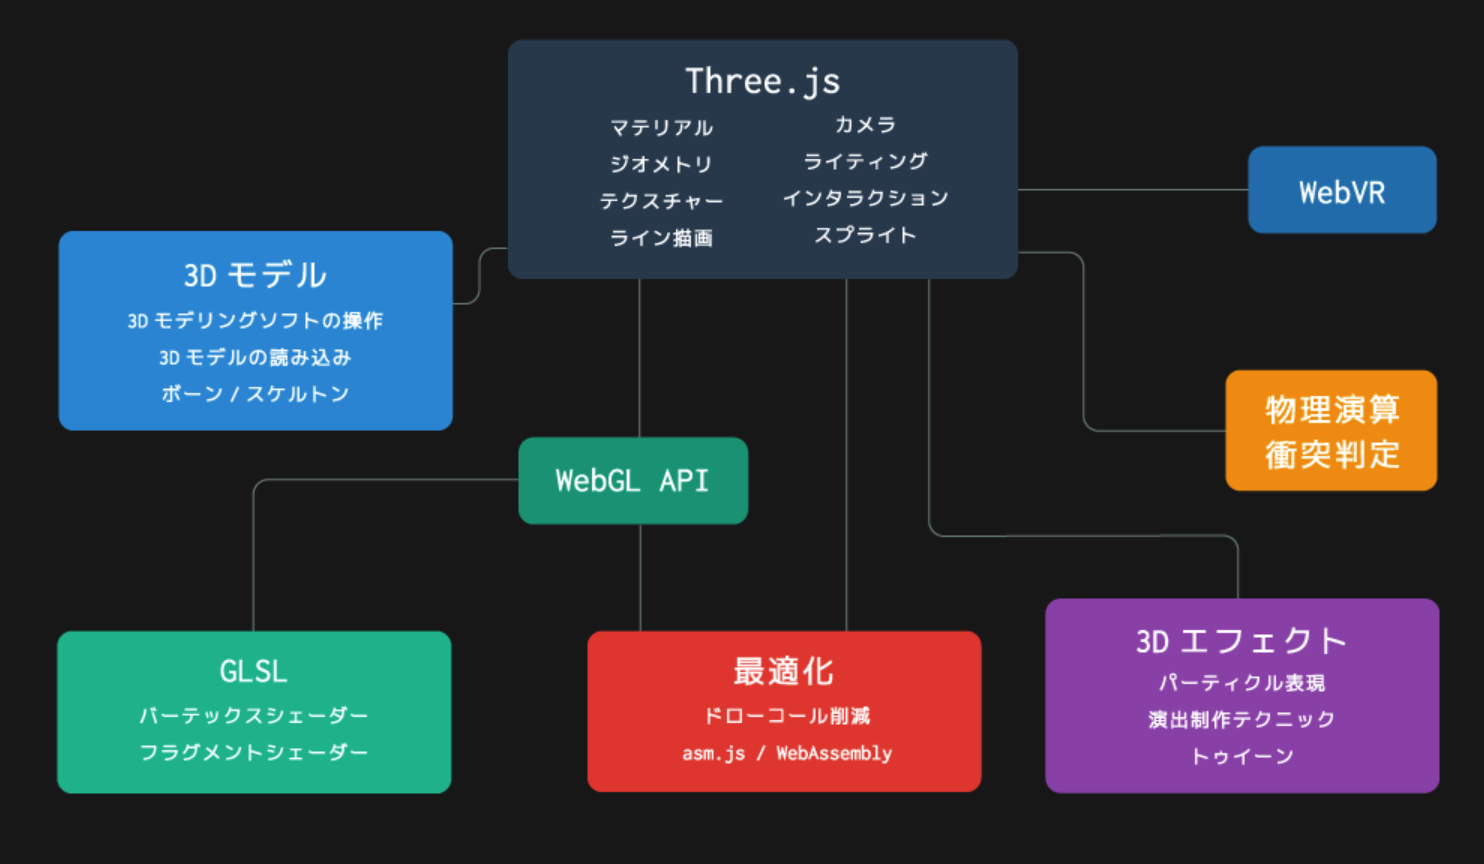 Three.js
マテリアル
ジオメトリ
テクスチャー
ライン描画
カメラ
ライティング
インタラクション
スプライト
WebVR
3D モデル
3D モデリングソフトの操作
3D モデルの読み込み
ボーン / スケルトン
物理演算
衝突判定
WebGL API
GLSL
バーテックスシェーダー
フラグメントシェーダー
最適化
ドローコール削減
asm.js / WebAssembly
3D エフェクト
パーティクル表現
演出制作テクニック
トゥイーン